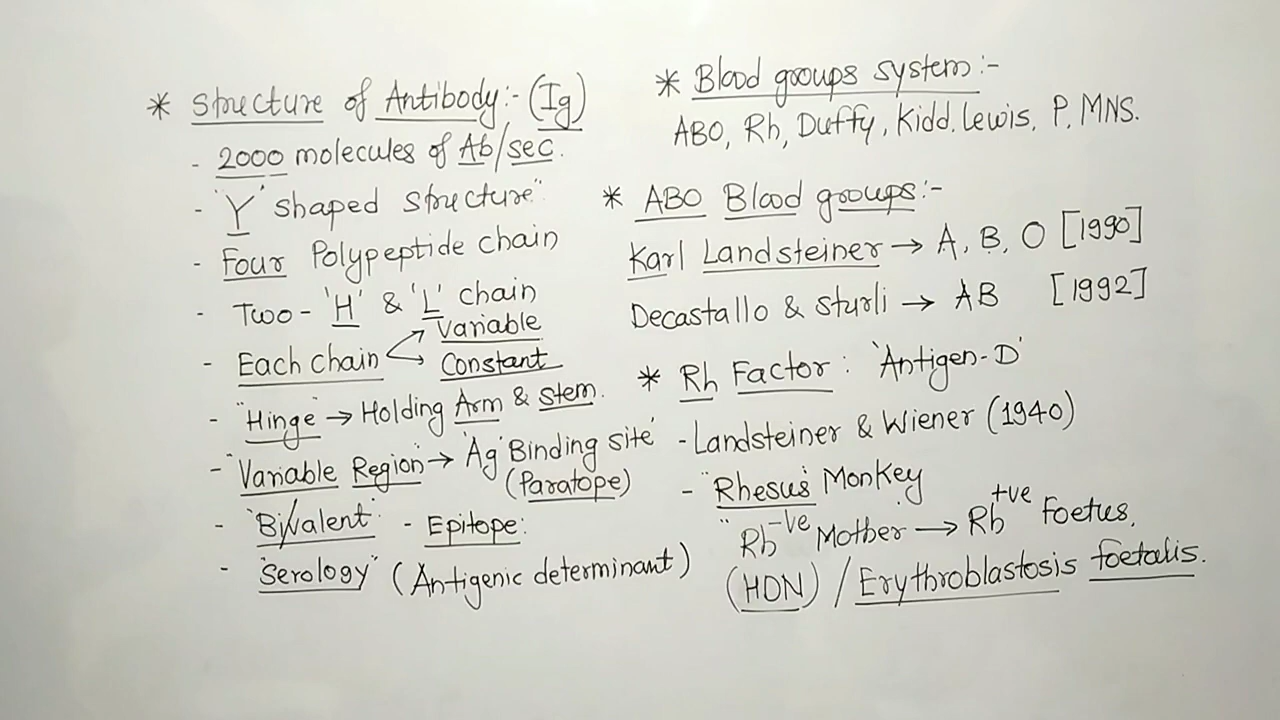 * Structure of Antibody:- (Ig)
- 2000 molecules of Ab/sec.
- 'Y' shaped structure"
- Four Polypeptide chain
- Two - 'H' & 'L' chain
- Each chain Variable
Constant
- "Hinge" → Holding Arm & stem.
- "Variable Region" → 'Ag' Binding site'
(Paratope)
- "Bivalent" - Epitope:
- "Serology" (Antigenic determinant)
* Blood groups system:-
ABO, Rh, Duffy, Kidd, Lewis, P, MNS.
* ABO Blood groups:-
Karl Landsteiner → A, B, O [1990]
Decastallo & Sturli → AB [1992]
* Rh Factor: 'Antigen-D'
- Landsteiner & Wiener (1940)
- "Rhesus Monkey
"Rh-ve Mother → Rh+ve foetus,
(HDN) / Erythroblastosis foetalis.